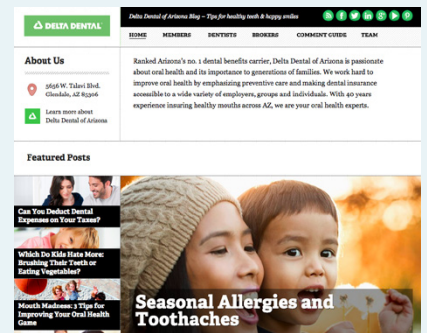 DELTA DENTAL
Delta Dental of Arizona Blog – Tips for healthy teeth & happy smiles
HOME MEMBERS DENTISTS BROKERS COMMENT GUIDE TEAM
About Us
5656 W. Talavi Blvd.
Glendale, AZ 85306
Learn more about
Delta Dental of Arizona
Ranked Arizona's no. 1 dental benefits carrier, Delta Dental of Arizona is passionate
about oral health and its importance to generations of families. We work hard to
improve oral health by emphasizing preventive care and making dental insurance
accessible to a wide variety of employers, groups and individuals. With 40 years
experience insuring healthy mouths across AZ, we are your oral health experts.
Featured Posts
Can You Deduct Dental
Expenses on Your Taxes?
Which Do Kids Hate More:
Brushing Their Teeth or
Eating Vegetables?
Mouth Madness: 3 Tips for
Improving Your Oral Health
Game
Seasonal Allergies and
Toothaches